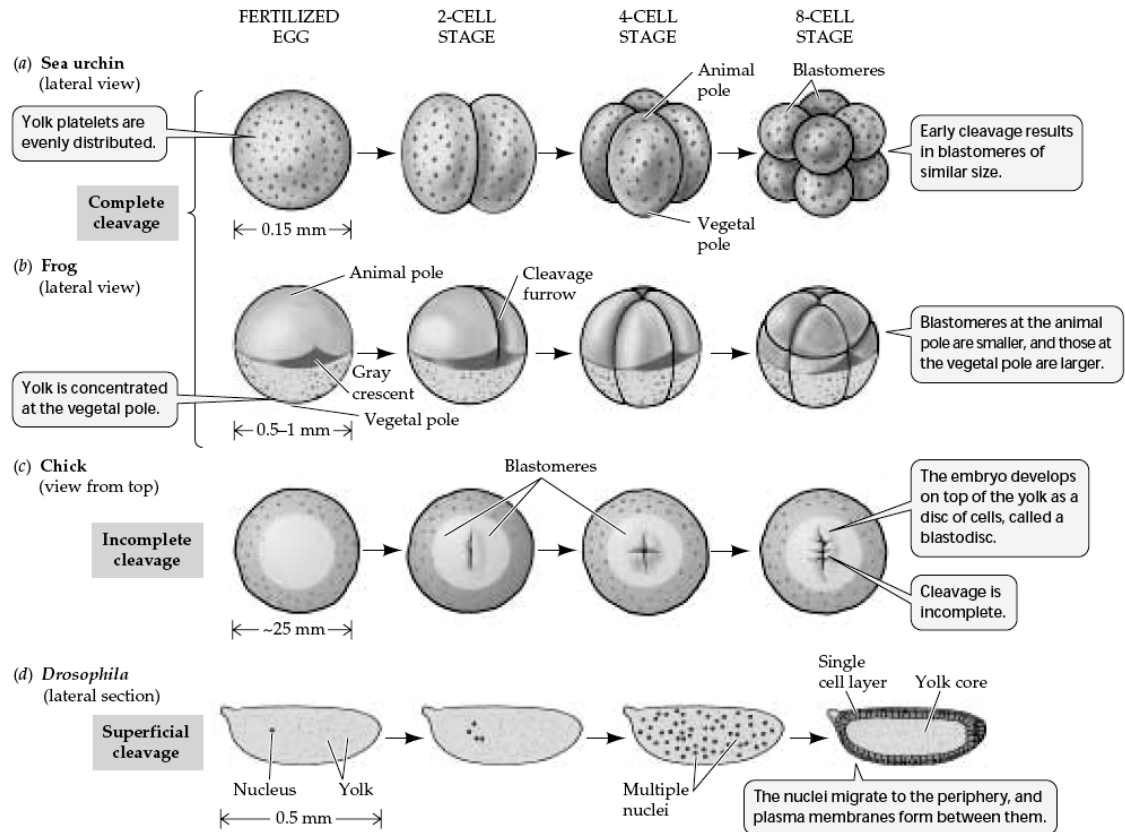 FERTILIZED
EGG
2-CELL
STAGE
4-CELL
STAGE
8-CELL
STAGE
(a) Sea urchin
(lateral view)
Yolk platelets are
evenly distributed.
Animal
pole
Blastomeres
Early cleavage results
in blastomeres of
similar size.
Complete
cleavage
0.15 mm
Vegetal
pole
(b) Frog
(lateral view)
Animal pole
Cleavage
furrow
Blastomeres at the animal
pole are smaller, and those at
the vegetal pole are larger.
Gray
crescent
Yolk is concentrated
at the vegetal pole.
Vegetal pole
0.5–1 mm
(c) Chick
(view from top)
Blastomeres
The embryo develops
on top of the yolk as a
disc of cells, called a
blastodisc.
Incomplete
cleavage
Cleavage is
incomplete.
~25 mm
(d) Drosophila
(lateral section)
Single
cell layer
Yolk core
Superficial
cleavage
Nucleus
Yolk
Multiple
nuclei
0.5 mm
The nuclei migrate to the periphery, and
plasma membranes form between them.